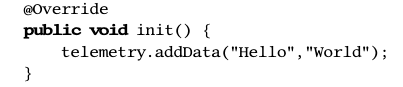 @Override
public void init() {
    telemetry.addData("Hello","World");
}